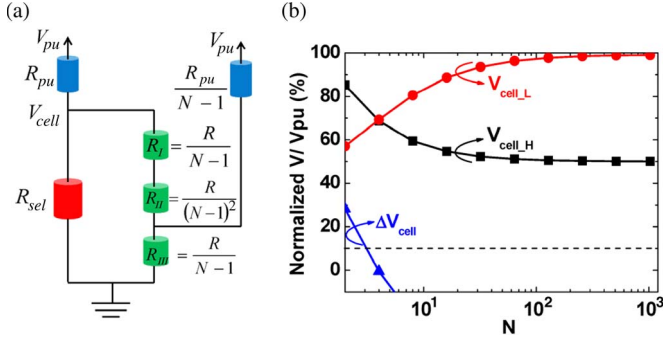 (a)
V_pu
V_pu
R_pu
R_pu / N − 1
V_cell
R_I = R / N − 1
R_sel
R_II = R / (N − 1)^2
R_III = R / N − 1
(b)
Normalized V/ Vpu (%)
100
80
60
40
20
0
V_cell_L
V_cell_H
ΔV_cell
10^1
10^2
10^3
N